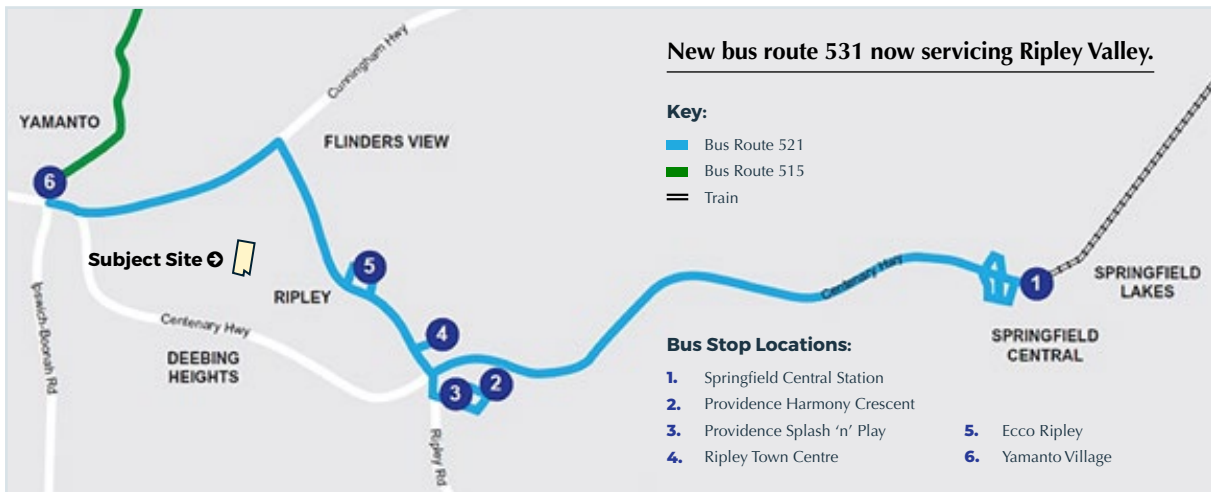 New bus route 531 now servicing Ripley Valley.
Key:
Bus Route 521
Bus Route 515
Train
Cunningham Hwy
YAMANTO
FLINDERS VIEW
6
Subject Site
5
RIPLEY
Centenary Hwy
1
SPRINGFIELD
LAKES
Ipswich-Boonah Rd
Centenary Hwy
4
SPRINGFIELD
CENTRAL
DEEBING
HEIGHTS
3
2
Ripley Rd
Bus Stop Locations:
1. Springfield Central Station
2. Providence Harmony Crescent
3. Providence Splash ‘n’ Play
4. Ripley Town Centre
5. Ecco Ripley
6. Yamanto Village